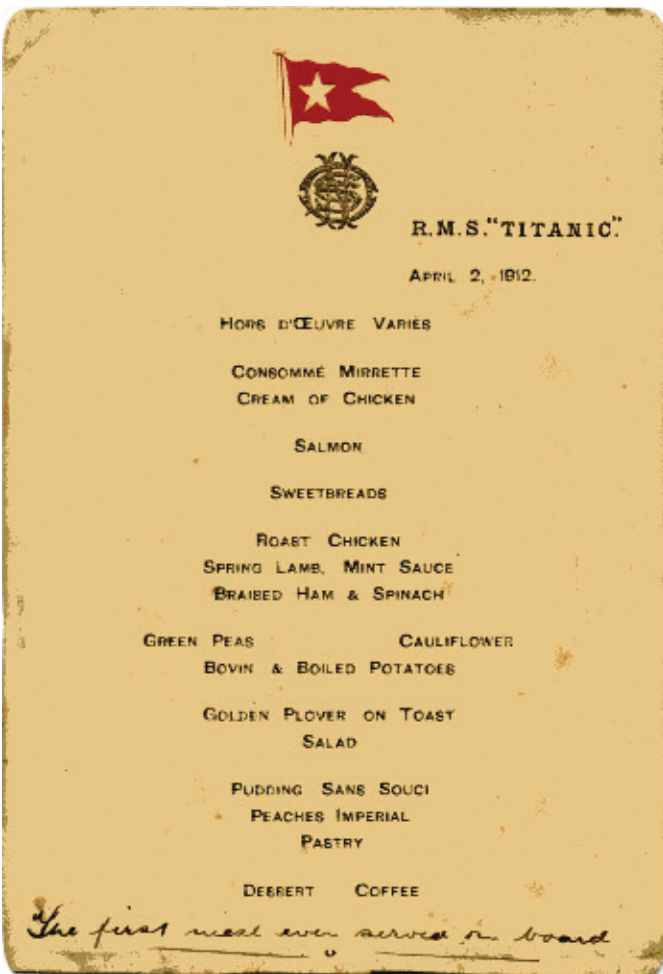 R.M.S. "TITANIC."
APRIL 2, 1912.
HORS D'ŒUVRE VARIÉS
CONSOMMÉ MIRRETTE
CREAM OF CHICKEN
SALMON
SWEETBREADS
ROAST CHICKEN
SPRING LAMB, MINT SAUCE
BRAISED HAM & SPINACH
GREEN PEAS CAULIFLOWER
BOVIN & BOILED POTATOES
GOLDEN PLOVER ON TOAST
SALAD
PUDDING SANS SOUCI
PEACHES IMPERIAL
PASTRY
DESSERT COFFEE
The first meal ever served on board